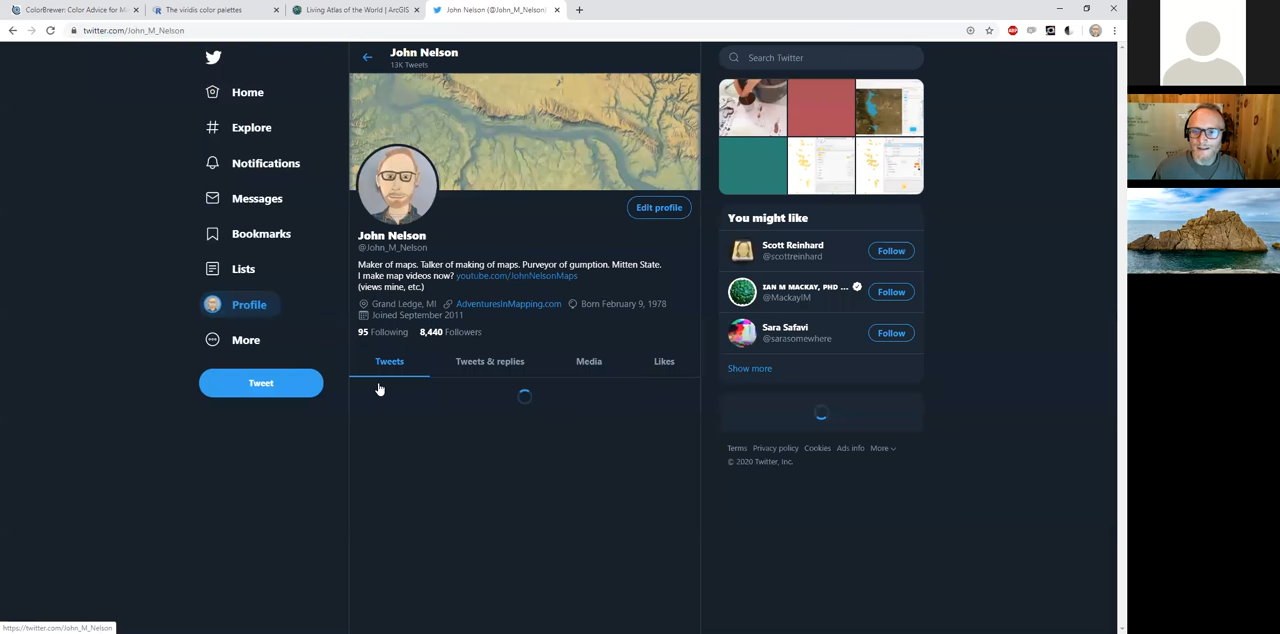 ColorBrewer: Color Advice for M
The viridis color palettes
Living Atlas of the World | ArcGIS
John Nelson (@John_M_Nelson)
twitter.com/John_M_Nelson
ABP
John Nelson
13K Tweets
Search Twitter
Home
Explore
Notifications
Messages
Bookmarks
Lists
Profile
More
Tweet
Edit profile
John Nelson
@John_M_Nelson
Maker of maps. Talker of making of maps. Purveyor of gumption. Mitten State.
I make map videos now? youtube.com/JohnNelsonMaps
(views mine, etc.)
Grand Ledge, MI AdventuresInMapping.com Born February 9, 1978
Joined September 2011
95 Following 8,440 Followers
Tweets Tweets & replies Media Likes
You might like
Scott Reinhard
@scottreinhard
Follow
IAN M MACKAY, PHD ...
@MackayIM
Follow
Sara Safavi
@sarasomewhere
Follow
Show more
Terms Privacy policy Cookies Ads info More
© 2020 Twitter, Inc.
https://twitter.com/John_M_Nelson